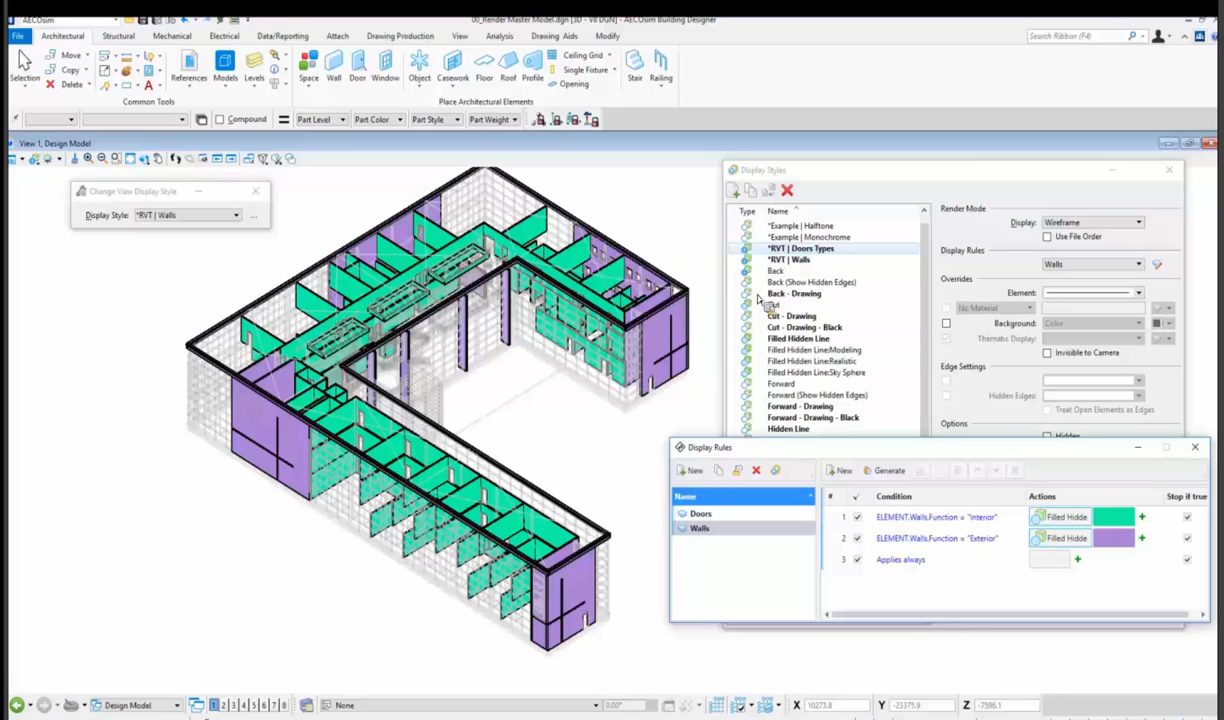 AECOsim
00_Render Master Model.dgn [3D - V8 DGN] - AECOsim Building Designer
File Architectural Structural Mechanical Electrical Data/Reporting Attach Drawing Production View Analysis Drawing Aids Collaborate Search Ribbon (F4)
Selection
Move
Copy
Delete
References Models Levels
Space Wall Door Window Object Casework Floor Roof Profile
Ceiling Grid
Single Fixture
Opening
Stair Railing
Common Tools
Place Architectural Elements
Compound Part Level Part Color Part Style Part Weight
View 1, Design Model
Change View Display Style
Display Style: *RVT | Walls ...
Display Styles
Type Name
*Example | Halftone
*Example | Monochrome
*RVT | Doors Types
*RVT | Walls
Back
Back (Show Hidden Edges)
Back - Drawing
Cut - Drawing
Cut - Drawing - Black
Filled Hidden Line
Filled Hidden Line:Modeling
Filled Hidden Line:Realistic
Filled Hidden Line:Sky Sphere
Forward
Forward (Show Hidden Edges)
Forward - Drawing
Forward - Drawing - Black
Hidden Line
Render Mode
Display: Wireframe
Use File Order
Display Rules
Walls
Overrides
Element:
No Material
Background: Color
Thematic Display:
Invisible to Camera
Edge Settings
Hidden Edges:
Treat Open Elements as Edges
Options
Hidden
Display Rules
New
New Generate
Name
Doors
Walls
# Condition Actions Stop if true
1 ELEMENT.Walls.Function = "Interior" Filled Hidde
2 ELEMENT.Walls.Function = "Exterior" Filled Hidde
3 Applies always
Design Model 1 2 3 4 5 6 7 8 None 0.00° X 10273.8 Y -23375.9 Z -7596.1